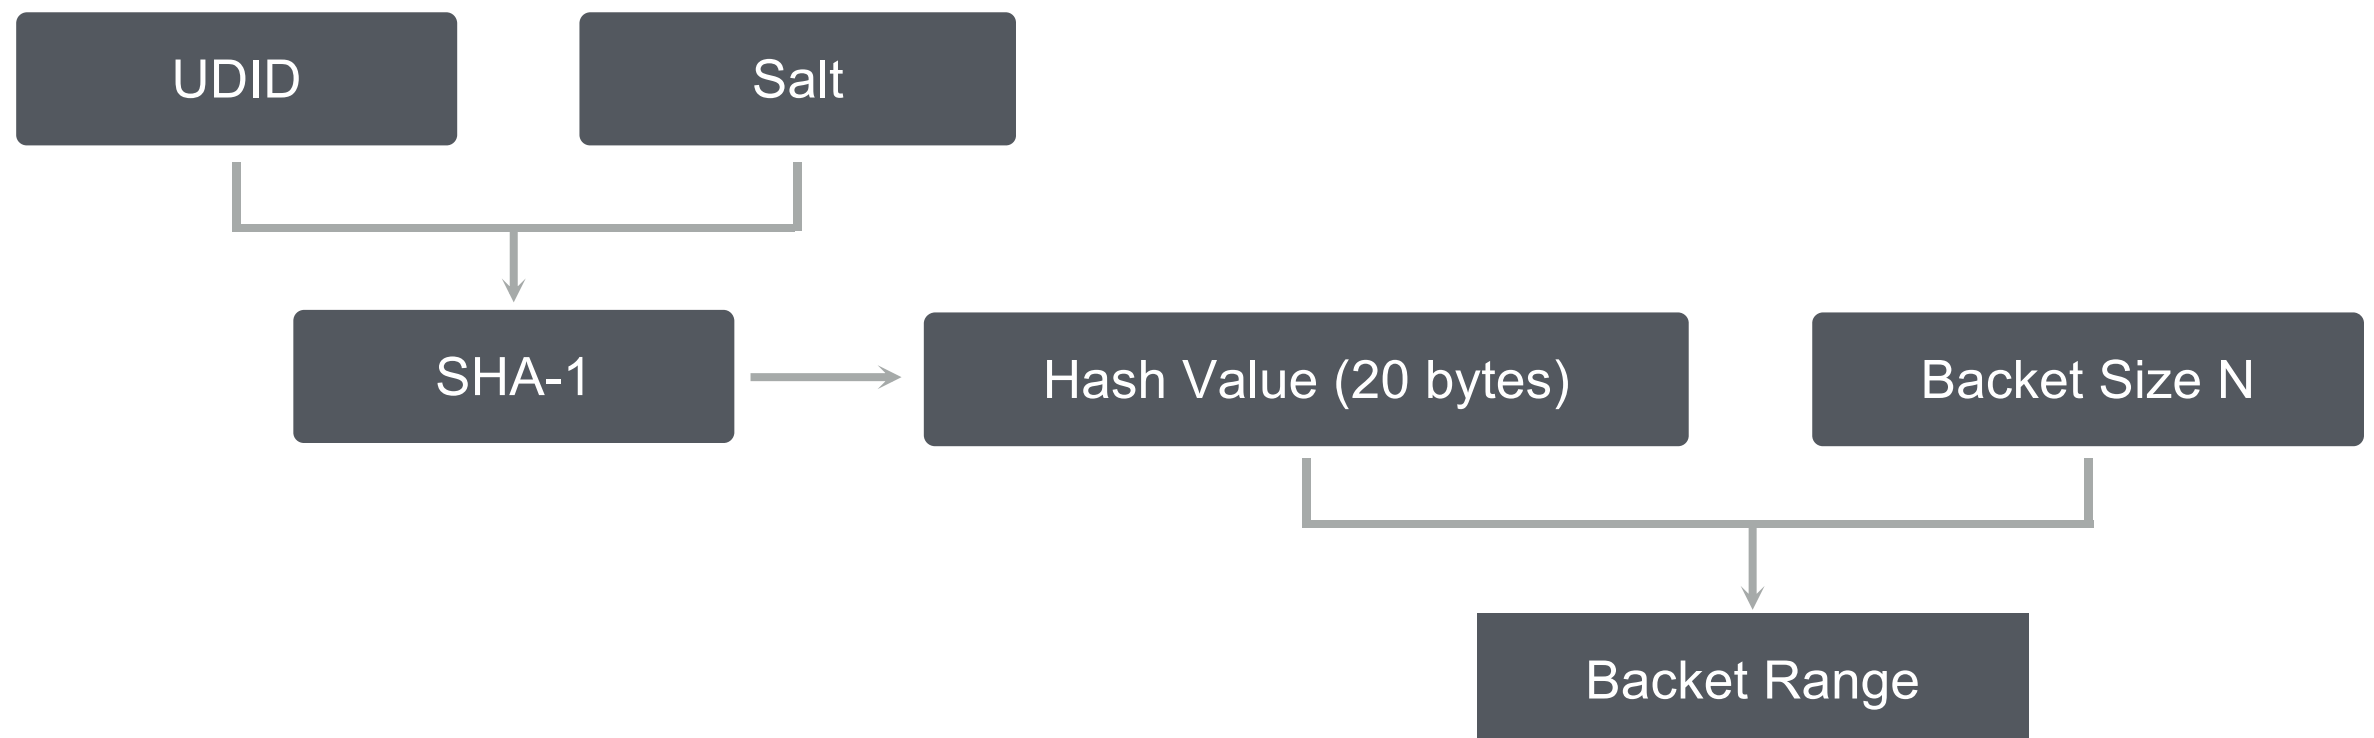 UDID
Salt
SHA-1
Hash Value (20 bytes)
Backet Size N
Backet Range